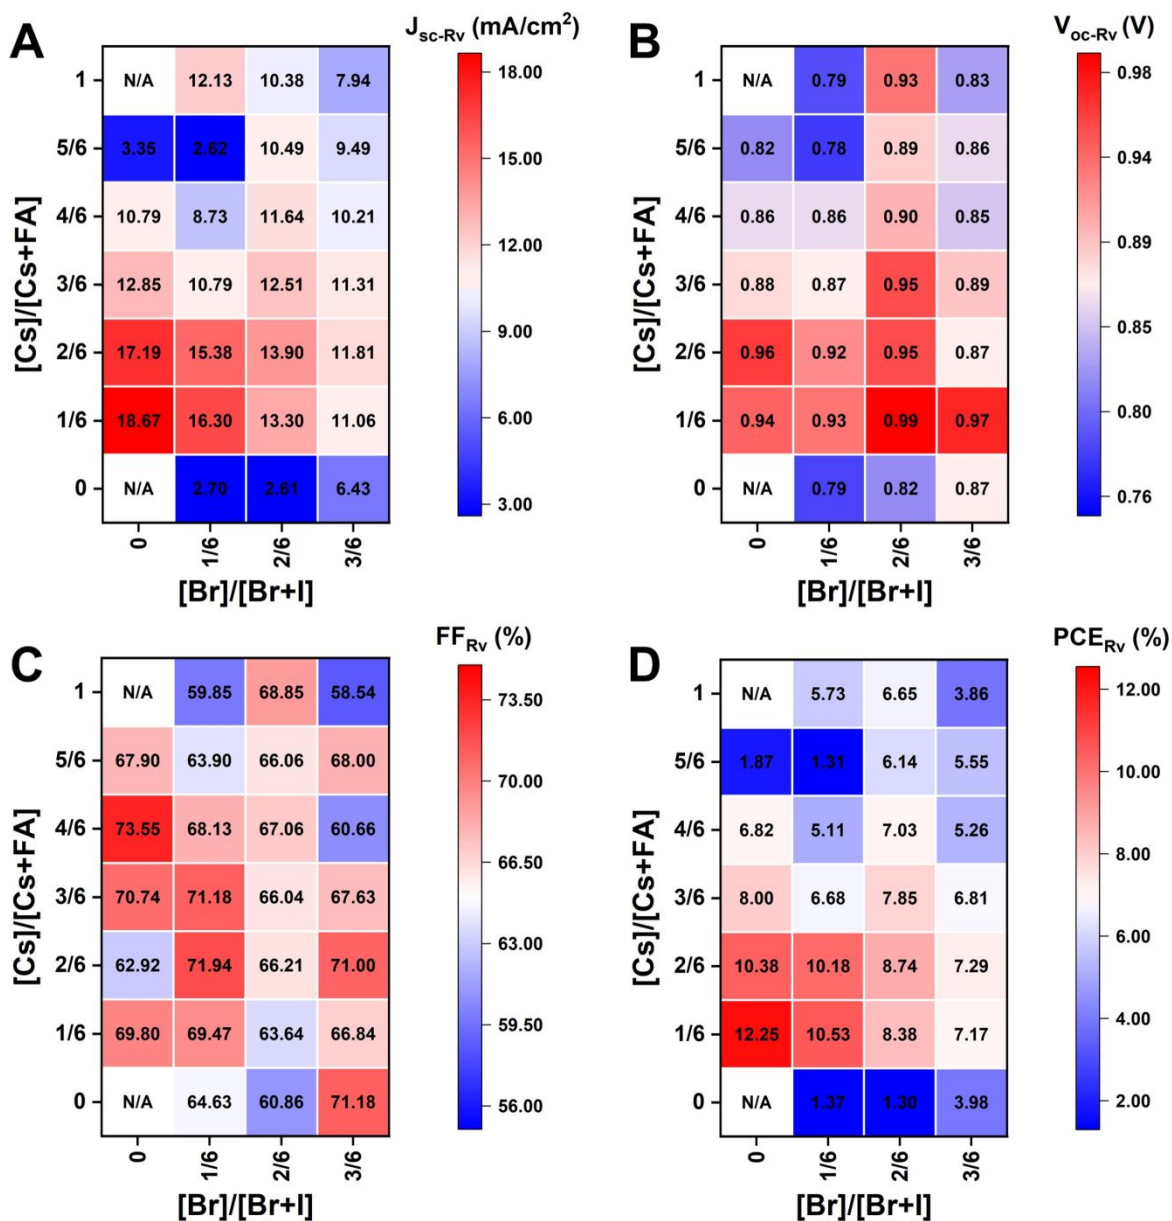 A
J_sc-Rv (mA/cm²)
1 N/A 12.13 10.38 7.94
5/6 3.35 2.62 10.49 9.49
4/6 10.79 8.73 11.64 10.21
3/6 12.85 10.79 12.51 11.31
2/6 17.19 15.38 13.90 11.81
1/6 18.67 16.30 13.30 11.06
0 N/A 2.70 2.61 6.43
0 1/6 2/6 3/6
[Cs]/[Cs+FA]
[Br]/[Br+I]
18.00
15.00
12.00
9.00
6.00
3.00
B
V_oc-Rv (V)
1 N/A 0.79 0.93 0.83
5/6 0.82 0.78 0.89 0.86
4/6 0.86 0.86 0.90 0.85
3/6 0.88 0.87 0.95 0.89
2/6 0.96 0.92 0.95 0.87
1/6 0.94 0.93 0.99 0.97
0 N/A 0.79 0.82 0.87
0 1/6 2/6 3/6
[Cs]/[Cs+FA]
[Br]/[Br+I]
0.98
0.94
0.89
0.85
0.80
0.76
C
FF_Rv (%)
1 N/A 59.85 68.85 58.54
5/6 67.90 63.90 66.06 68.00
4/6 73.55 68.13 67.06 60.66
3/6 70.74 71.18 66.04 67.63
2/6 62.92 71.94 66.21 71.00
1/6 69.80 69.47 63.64 66.84
0 N/A 64.63 60.86 71.18
0 1/6 2/6 3/6
[Cs]/[Cs+FA]
[Br]/[Br+I]
73.50
70.00
66.50
63.00
59.50
56.00
D
PCE_Rv (%)
1 N/A 5.73 6.65 3.86
5/6 1.87 1.31 6.14 5.55
4/6 6.82 5.11 7.03 5.26
3/6 8.00 6.68 7.85 6.81
2/6 10.38 10.18 8.74 7.29
1/6 12.25 10.53 8.38 7.17
0 N/A 1.37 1.30 3.98
0 1/6 2/6 3/6
[Cs]/[Cs+FA]
[Br]/[Br+I]
12.00
10.00
8.00
6.00
4.00
2.00